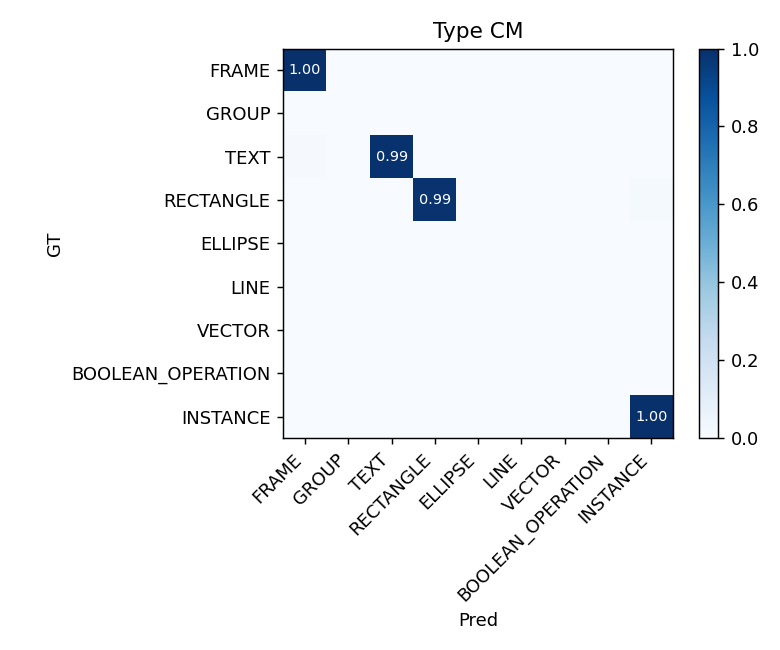 Type CM
GT
FRAME
GROUP
TEXT
RECTANGLE
ELLIPSE
LINE
VECTOR
BOOLEAN_OPERATION
INSTANCE
1.00
0.99
0.99
1.00
FRAME
GROUP
TEXT
RECTANGLE
ELLIPSE
LINE
VECTOR
BOOLEAN_OPERATION
INSTANCE
Pred
1.0
0.8
0.6
0.4
0.2
0.0